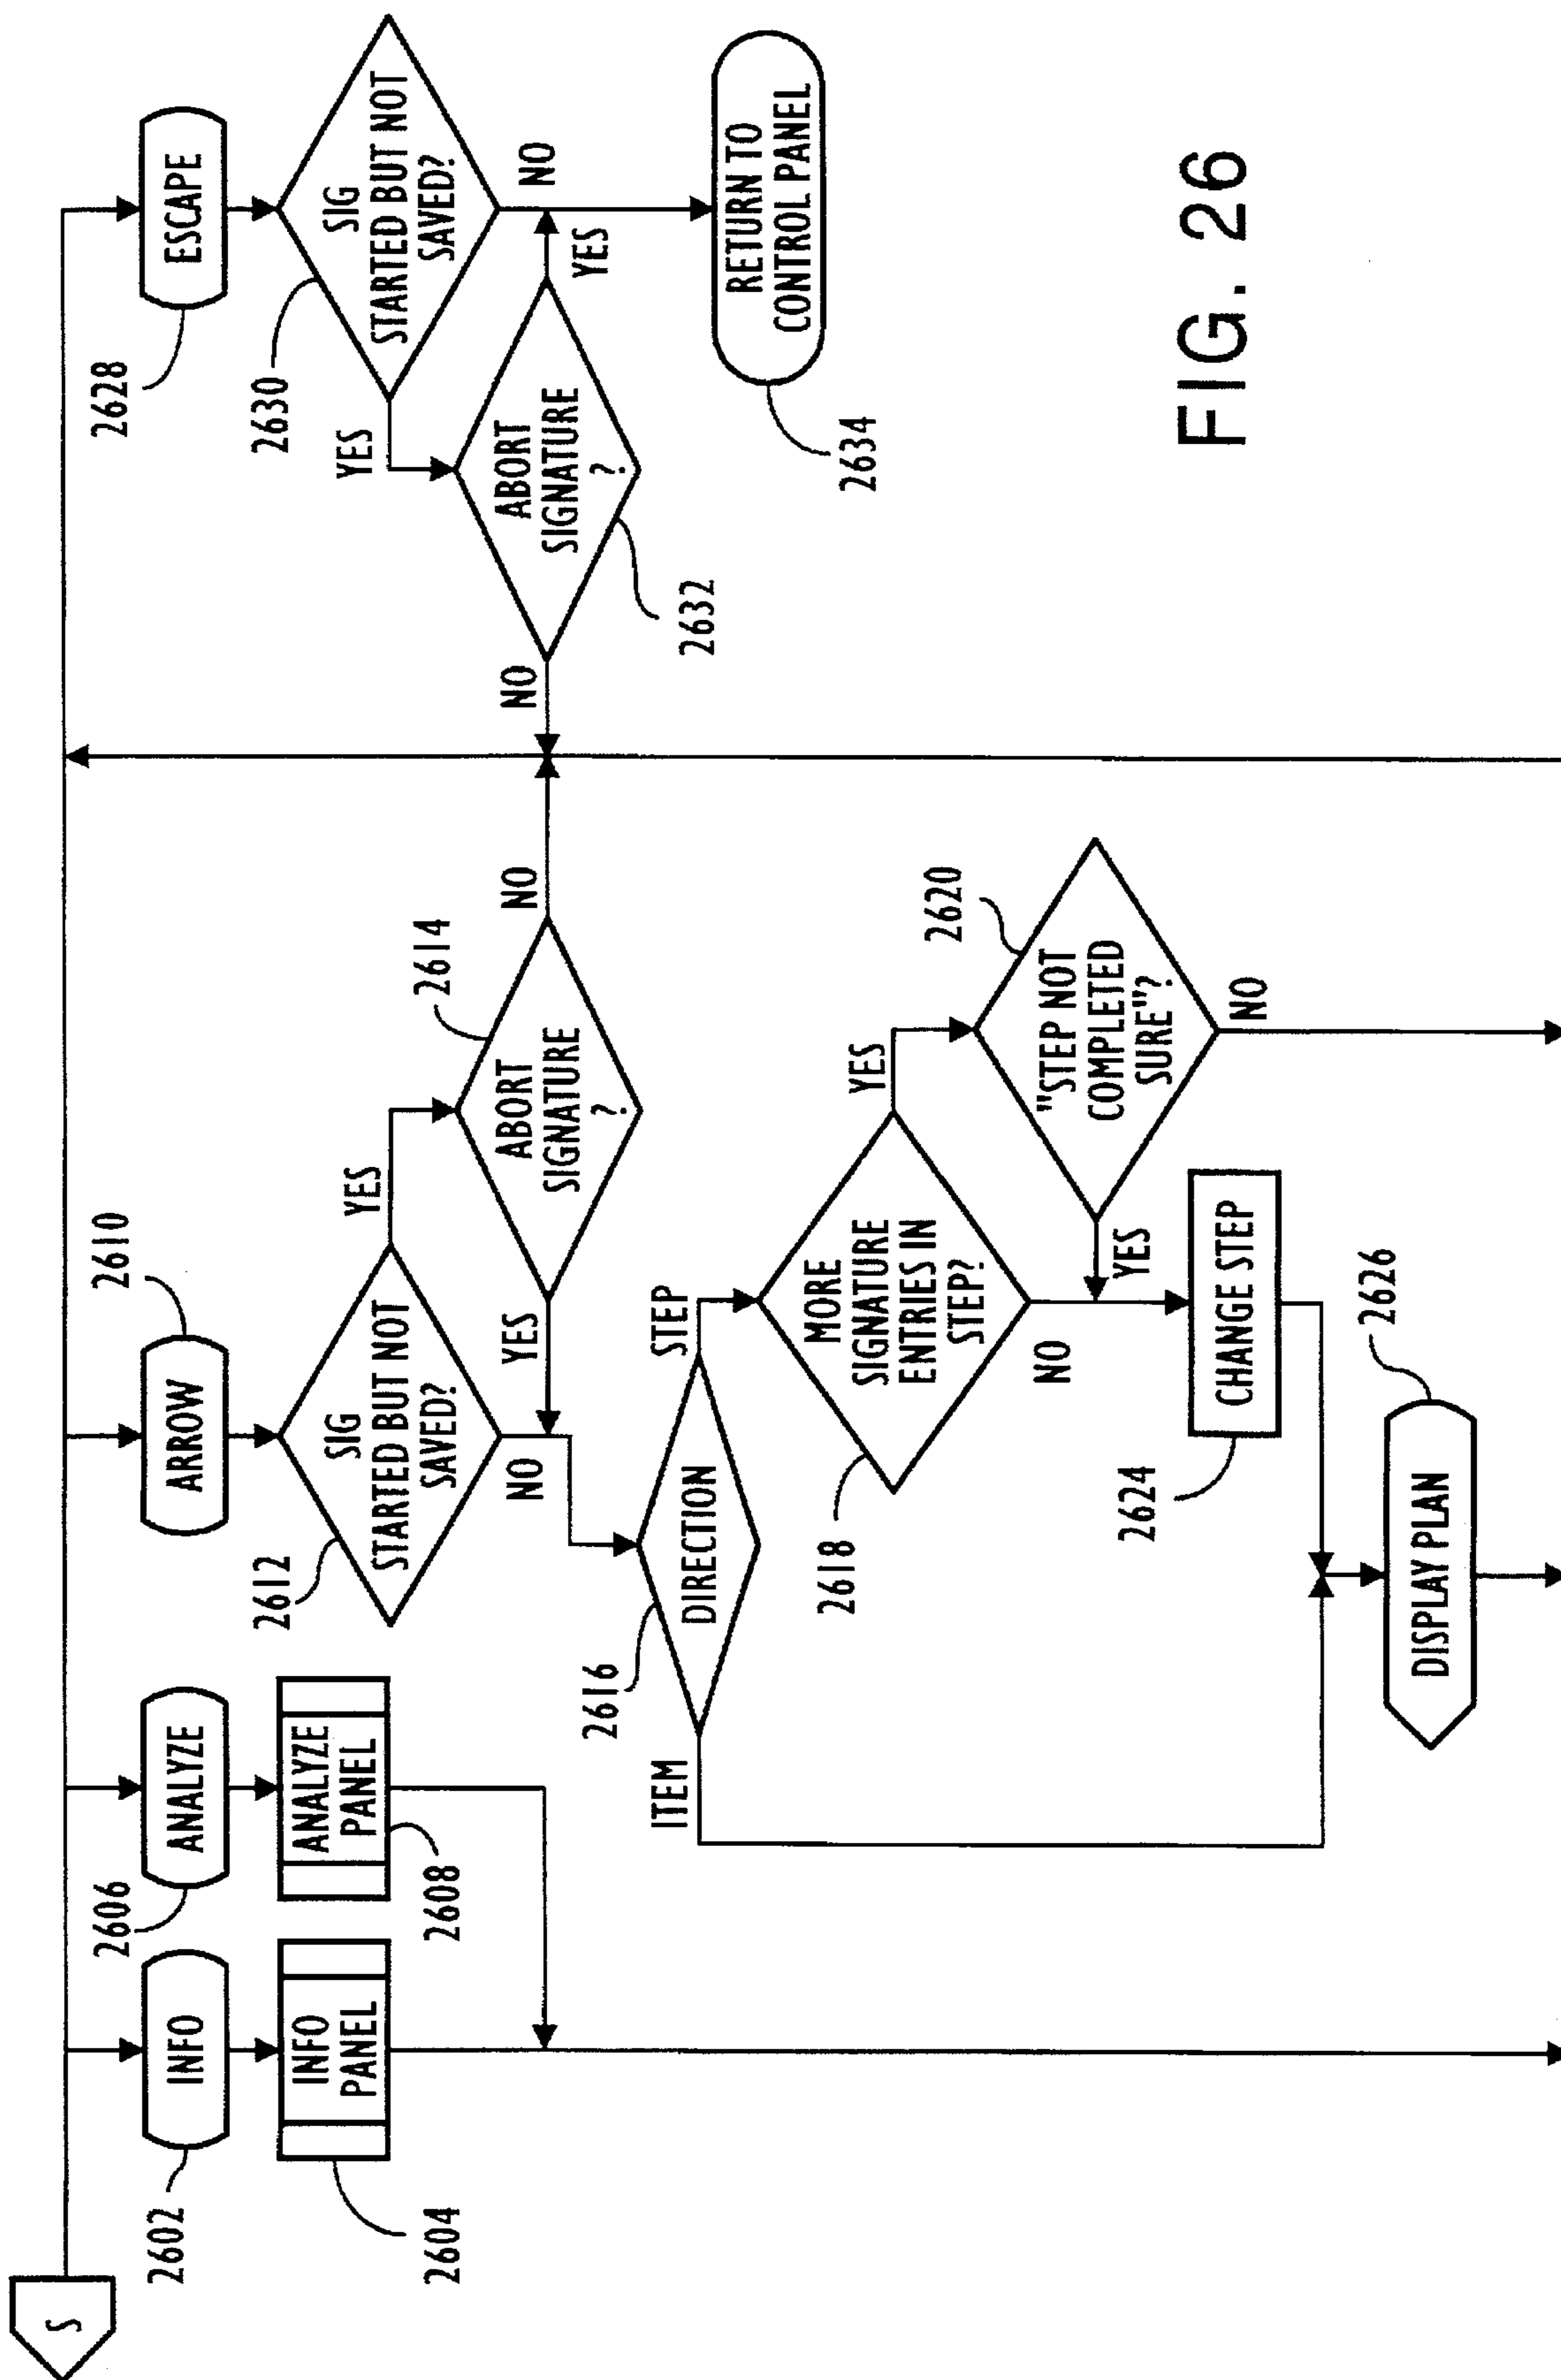 S
2602
INFO
INFO
PANEL
2604
2606
ANALYZE
ANALYZE
PANEL
2608
2610
ARROW
2612
SIG
STARTED BUT NOT
SAVED?
YES
NO
2614
ABORT
SIGNATURE
?
YES
NO
2616
DIRECTION
ITEM
STEP
2618
MORE
SIGNATURE
ENTRIES IN
STEP?
YES
NO
2620
"STEP NOT
COMPLETED
SURE"?
YES
NO
2624
CHANGE STEP
2626
DISPLAY PLAN
2628
ESCAPE
2630
SIG
STARTED BUT NOT
SAVED?
YES
NO
2632
ABORT
SIGNATURE
?
YES
NO
2634
RETURN TO
CONTROL PANEL
FIG. 26